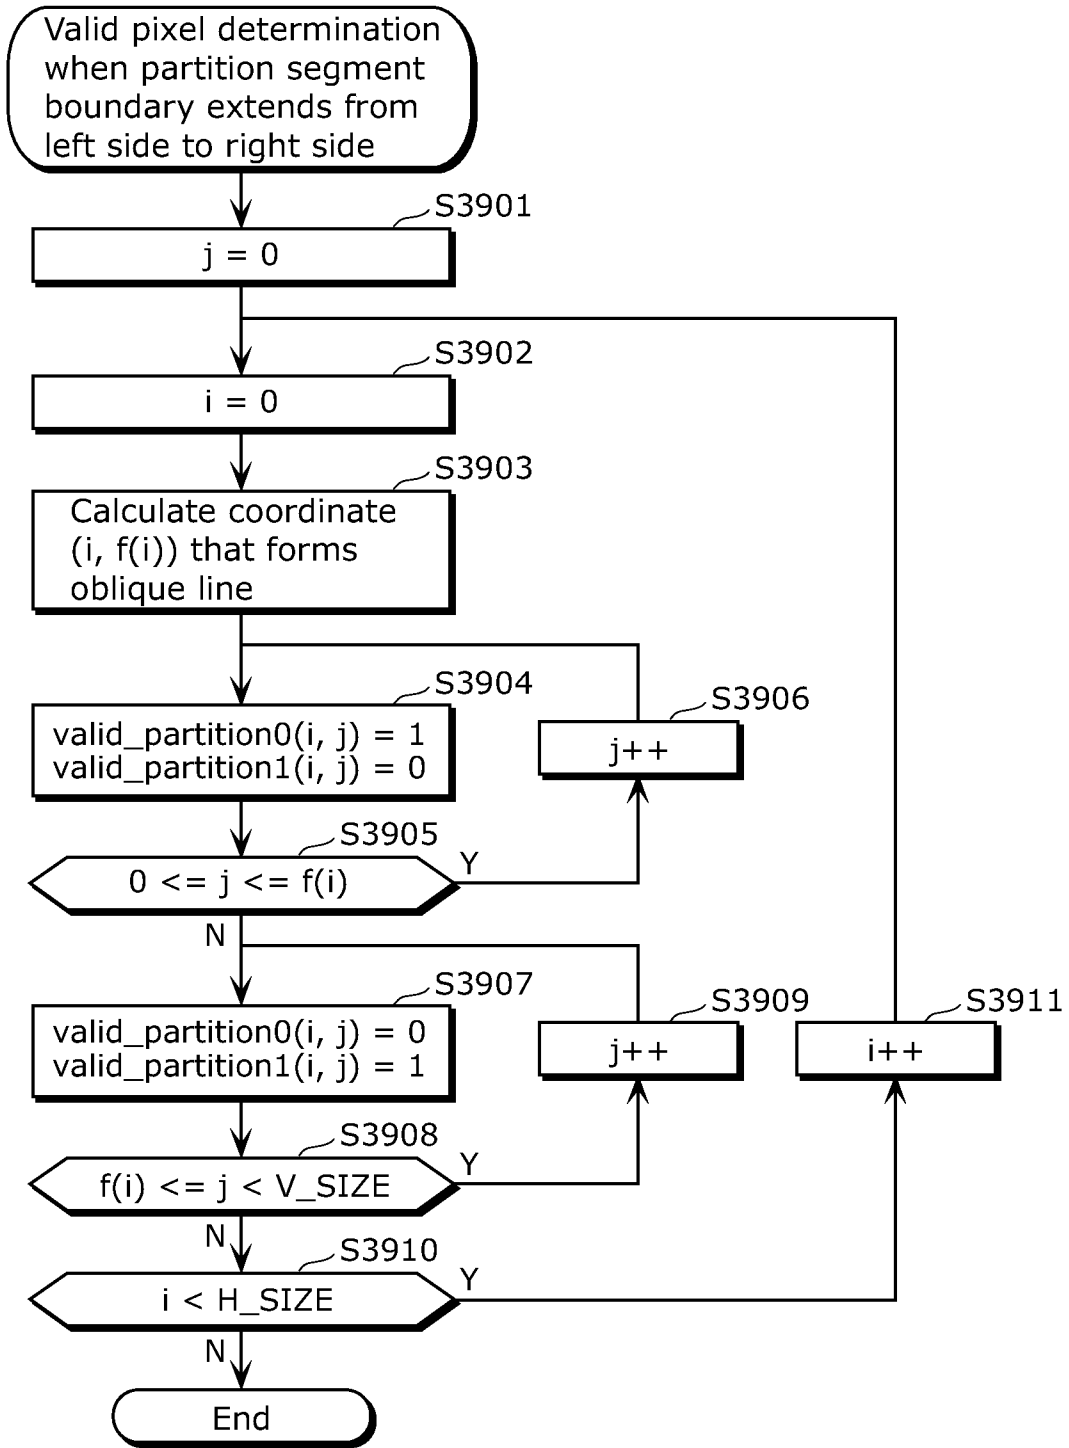 Valid pixel determination
when partition segment
boundary extends from
left side to right side
S3901
j = 0
S3902
i = 0
S3903
Calculate coordinate
(i, f(i)) that forms
oblique line
S3904
valid_partition0(i, j) = 1
valid_partition1(i, j) = 0
S3906
j++
S3905
0 <= j <= f(i)
Y
N
S3907
valid_partition0(i, j) = 0
valid_partition1(i, j) = 1
S3909
j++
S3911
i++
S3908
f(i) <= j < V_SIZE
Y
N
S3910
i < H_SIZE
Y
N
End